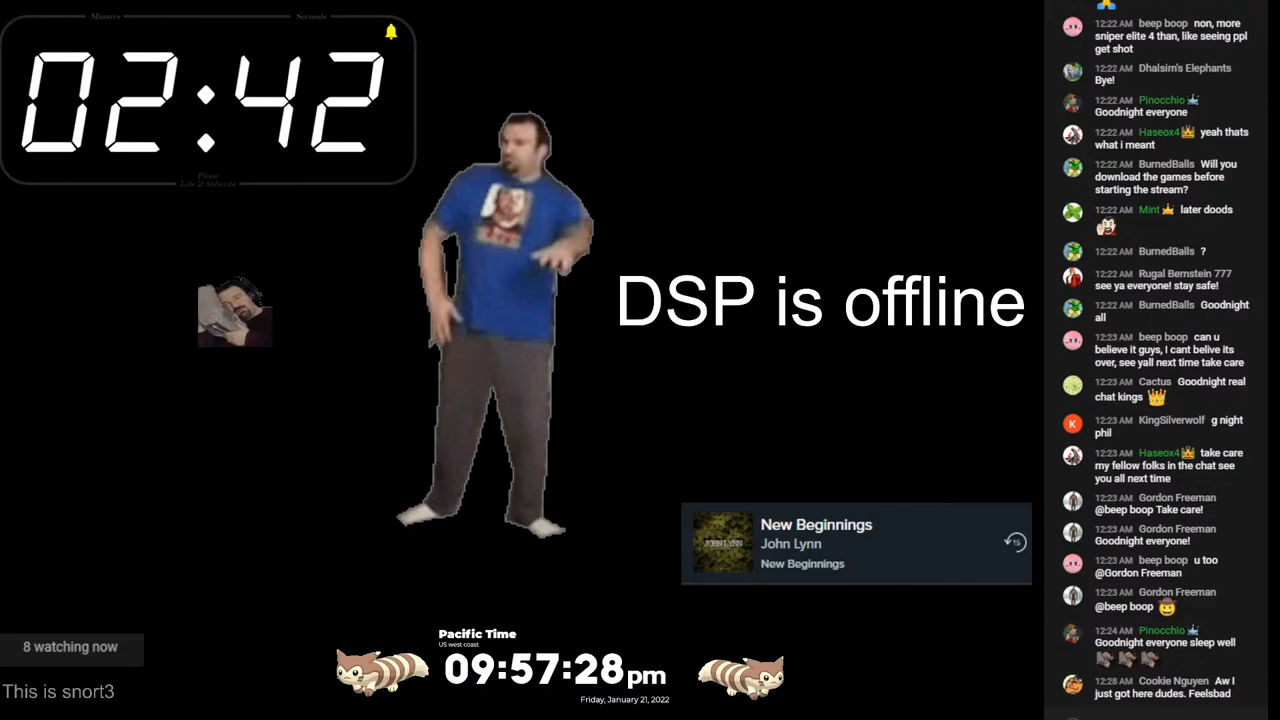 Minutes
Seconds
02:42
Please
Like & Subscribe
DSP is offline
JOHN LYNN
New Beginnings
John Lynn
New Beginnings
15
8 watching now
This is snort3
Pacific Time
US west coast
09:57:28pm
Friday, January 21, 2022
12:22 AM beep boop non, more
sniper elite 4 than, like seeing ppl
get shot
12:22 AM Dhalsim's Elephants
Bye!
12:22 AM Pinocchio
Goodnight everyone
12:22 AM Haseox4 yeah thats
what i meant
12:22 AM BurnedBalls Will you
download the games before
starting the stream?
12:22 AM Mint later doods
12:22 AM BurnedBalls ?
12:22 AM Rugal Bernstein 777
see ya everyone! stay safe!
12:22 AM BurnedBalls Goodnight
all
12:23 AM beep boop can u
believe it guys, I cant belive its
over, see yall next time take care
12:23 AM Cactus Goodnight real
chat kings
K
12:23 AM KingSilverwolf g night
phil
12:23 AM Haseox4 take care
my fellow folks in the chat see
you all next time
12:23 AM Gordon Freeman
@beep boop Take care!
12:23 AM Gordon Freeman
Goodnight everyone!
12:23 AM beep boop u too
@Gordon Freeman
12:23 AM Gordon Freeman
@beep boop
12:24 AM Pinocchio
Goodnight everyone sleep well
12:28 AM Cookie Nguyen Aw I
just got here dudes. Feelsbad